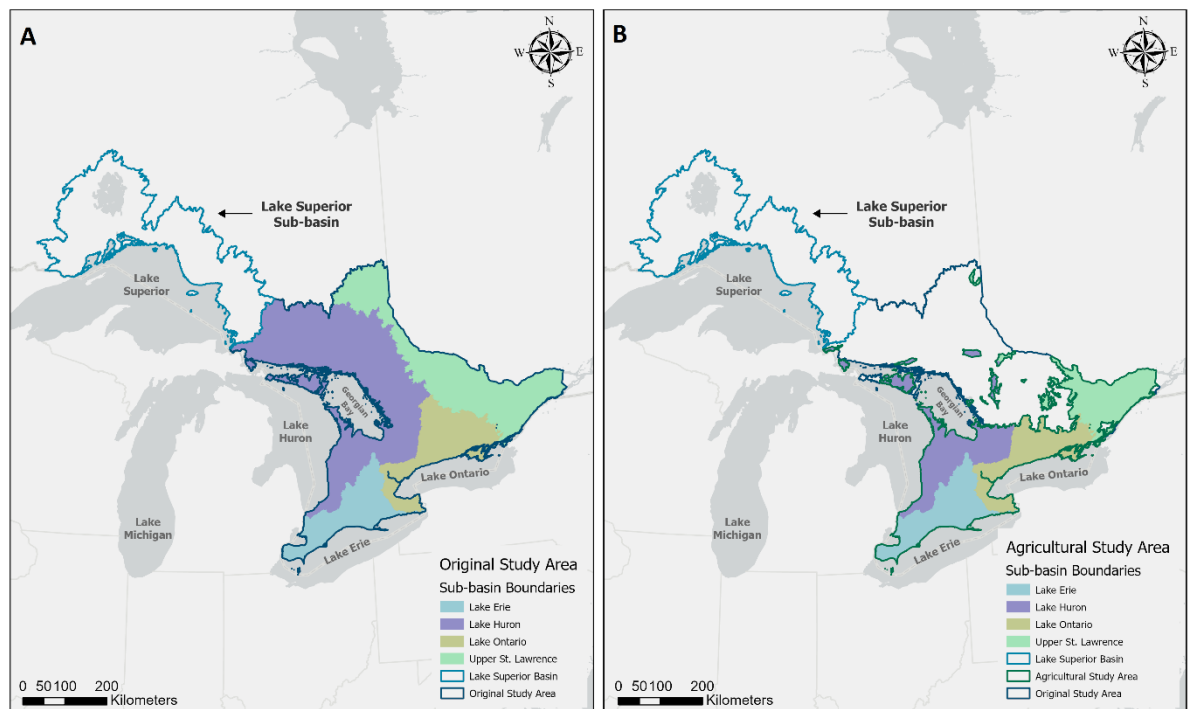 A
N
W E
S
Lake Superior
Sub-basin
Lake
Superior
Georgian
Bay
Lake
Huron
Lake Ontario
Lake
Michigan
Lake Erie
Original Study Area
Sub-basin Boundaries
Lake Erie
Lake Huron
Lake Ontario
Upper St. Lawrence
Lake Superior Basin
Original Study Area
0 50100 200
Kilometers
B
N
W E
S
Lake Superior
Sub-basin
Lake
Superior
Georgian
Bay
Lake
Huron
Lake Ontario
Lake
Michigan
Lake Erie
Agricultural Study Area
Sub-basin Boundaries
Lake Erie
Lake Huron
Lake Ontario
Upper St. Lawrence
Lake Superior Basin
Agricultural Study Area
Original Study Area
0 50100 200
Kilometers